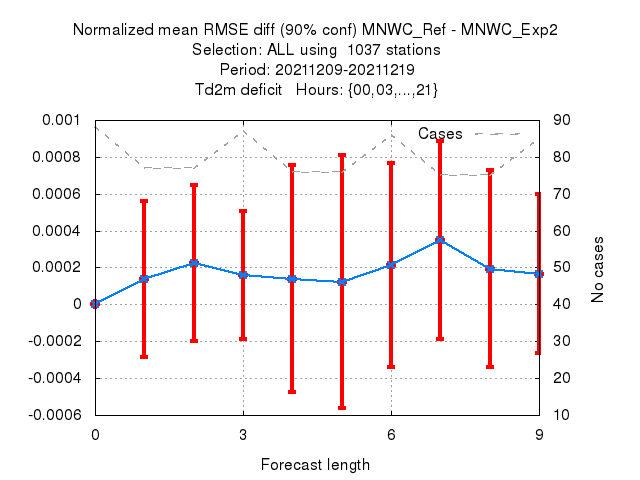 Normalized mean RMSE diff (90% conf) MNWC_Ref - MNWC_Exp2
Selection: ALL using  1037 stations
Period: 20211209-20211219
Td2m deficit   Hours: {00,03,...,21}
Cases
0.001
0.0008
0.0006
0.0004
0.0002
0
-0.0002
-0.0004
-0.0006
90
80
70
60
50
40
30
20
10
No cases
0 3 6 9
Forecast length